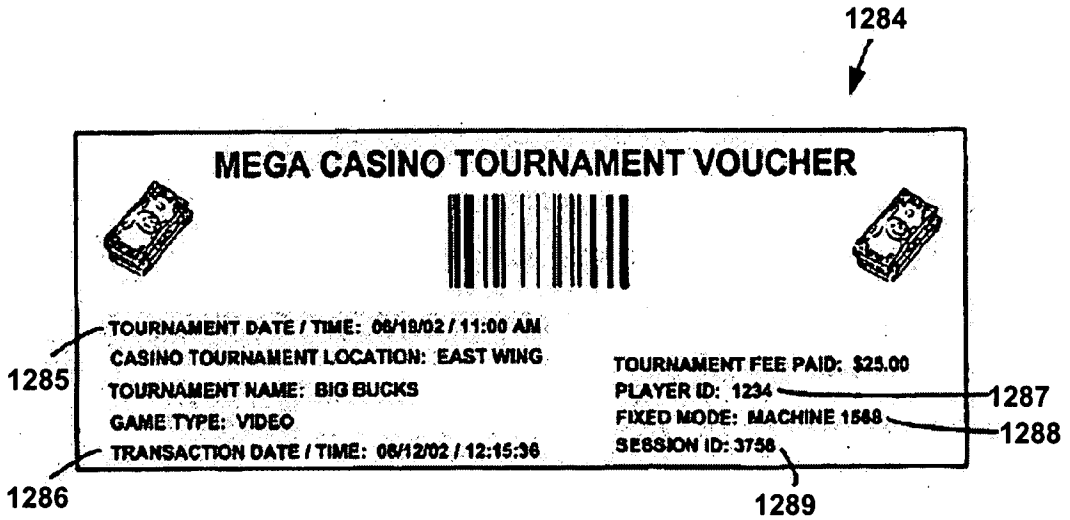 1284
MEGA CASINO TOURNAMENT VOUCHER
TOURNAMENT DATE / TIME: 06/19/02 / 11:00 AM
CASINO TOURNAMENT LOCATION: EAST WING
TOURNAMENT NAME: BIG BUCKS
GAME TYPE: VIDEO
TRANSACTION DATE / TIME: 06/12/02 / 12:15:36
TOURNAMENT FEE PAID: $25.00
PLAYER ID: 1234
FIXED MODE: MACHINE 1568
SESSION ID: 3756
1285
1286
1287
1288
1289